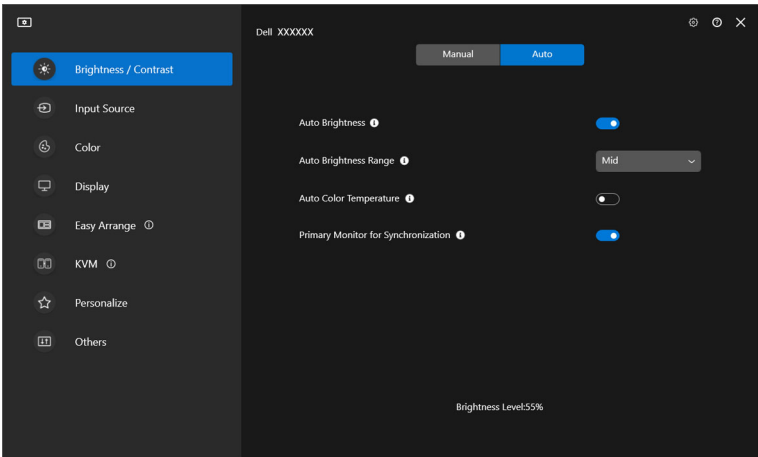 Dell XXXXXX
Manual
Auto
Brightness / Contrast
Input Source
Color
Display
Easy Arrange
KVM
Personalize
Others
Auto Brightness
Auto Brightness Range
Mid
Auto Color Temperature
Primary Monitor for Synchronization
Brightness Level:55%